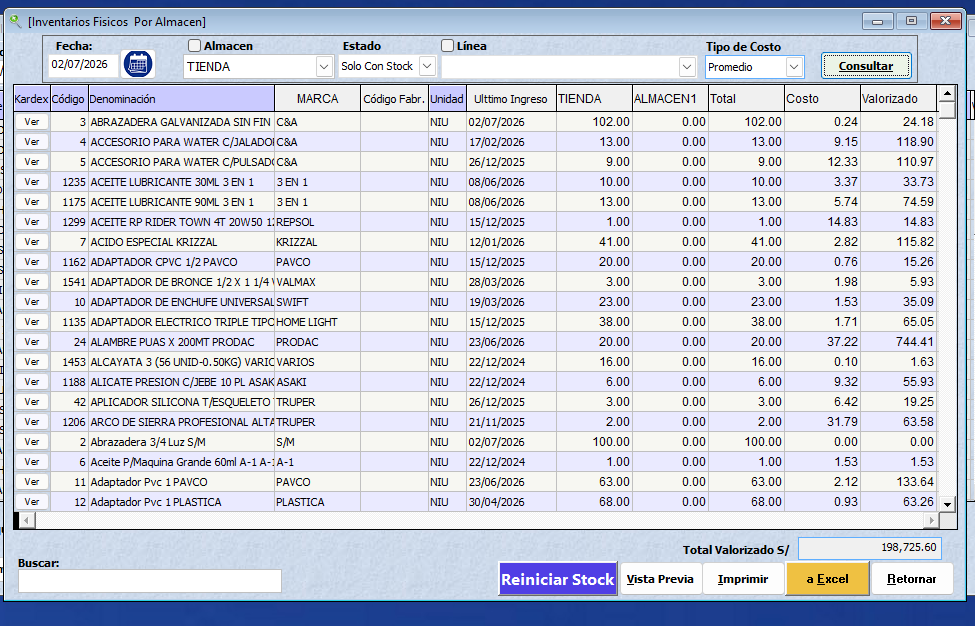 [Inventarios Fisicos  Por Almacen]
Fecha: Almacen Estado Línea Tipo de Costo
02/07/2026 TIENDA Solo Con Stock Promedio Consultar
Kardex Código Denominación MARCA Código Fabr. Unidad Ulttimo Ingreso TIENDA ALMACEN1 Total Costo Valorizado
Ver 3 ABRAZADERA GALVANIZADA SIN FIN C&A NIU 02/07/2026 102.00 0.00 102.00 0.24 24.18
Ver 4 ACCESORIO PARA WATER C/JALADO C&A NIU 17/02/2026 13.00 0.00 13.00 9.15 118.90
Ver 5 ACCESORIO PARA WATER C/PULSADO C&A NIU 26/12/2025 9.00 0.00 9.00 12.33 110.97
Ver 1235 ACEITE LUBRICANTE 30ML 3 EN 1 3 EN 1 NIU 08/06/2026 10.00 0.00 10.00 3.37 33.73
Ver 1175 ACEITE LUBRICANTE 90ML 3 EN 1 3 EN 1 NIU 08/06/2026 13.00 0.00 13.00 5.74 74.59
Ver 1299 ACEITE RP RIDER TOWN 4T 20W50 12 REPSOL NIU 15/12/2025 1.00 0.00 1.00 14.83 14.83
Ver 7 ACIDO ESPECIAL KRIZZAL KRIZZAL NIU 12/01/2026 41.00 0.00 41.00 2.82 115.82
Ver 1162 ADAPTADOR CPVC 1/2 PAVCO PAVCO NIU 15/12/2025 20.00 0.00 20.00 0.76 15.26
Ver 1541 ADAPTADOR DE BRONCE 1/2 X 1 1/4 VALMAX NIU 28/03/2026 3.00 0.00 3.00 1.98 5.93
Ver 10 ADAPTADOR DE ENCHUFE UNIVERSAL SWIFT NIU 19/03/2026 23.00 0.00 23.00 1.53 35.09
Ver 1135 ADAPTADOR ELECTRICO TRIPLE TIPO HOME LIGHT NIU 15/12/2025 38.00 0.00 38.00 1.71 65.05
Ver 24 ALAMBRE PUAS X 200MT PRODAC PRODAC NIU 23/06/2026 20.00 0.00 20.00 37.22 744.41
Ver 1453 ALCAYATA 3 (56 UNID-0.50KG) VARIO VARIOS NIU 22/12/2024 16.00 0.00 16.00 0.10 1.63
Ver 1188 ALICATE PRESION C/JEBE 10 PL ASAK ASAKI NIU 22/12/2024 6.00 0.00 6.00 9.32 55.93
Ver 42 APLICADOR SILICONA T/ESQUELETO TRUPER NIU 26/12/2025 3.00 0.00 3.00 6.42 19.25
Ver 1206 ARCO DE SIERRA PROFESIONAL ALTA TRUPER NIU 21/11/2025 2.00 0.00 2.00 31.79 63.58
Ver 2 Abrazadera 3/4 Luz S/M S/M NIU 02/07/2026 100.00 0.00 100.00 0.00 0.00
Ver 6 Aceite P/Maquina Grande 60ml A-1 A-1 A-1 NIU 22/12/2024 1.00 0.00 1.00 1.53 1.53
Ver 11 Adaptador Pvc 1 PAVCO PAVCO NIU 23/06/2026 63.00 0.00 63.00 2.12 133.64
Ver 12 Adaptador Pvc 1 PLASTICA PLASTICA NIU 30/04/2026 68.00 0.00 68.00 0.93 63.26
Total Valorizado S/ 198,725.60
Buscar:
Reiniciar Stock Vista Previa Imprimir a Excel Retornar